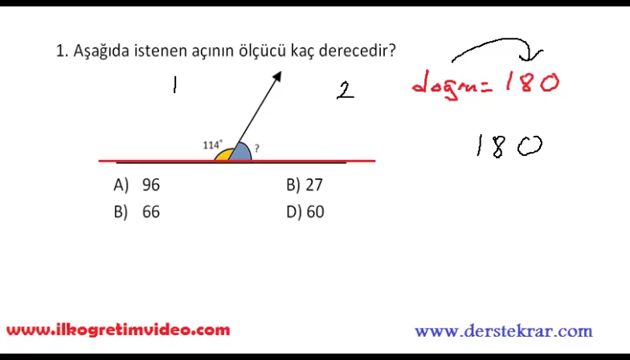 1. Aşağıda istenen açının ölçücü kaç derecedir?
1
2
doğru=180
180
114°
?
A) 96
B) 27
B) 66
D) 60
www.ilkogretimvideo.com
www.derstekrar.com